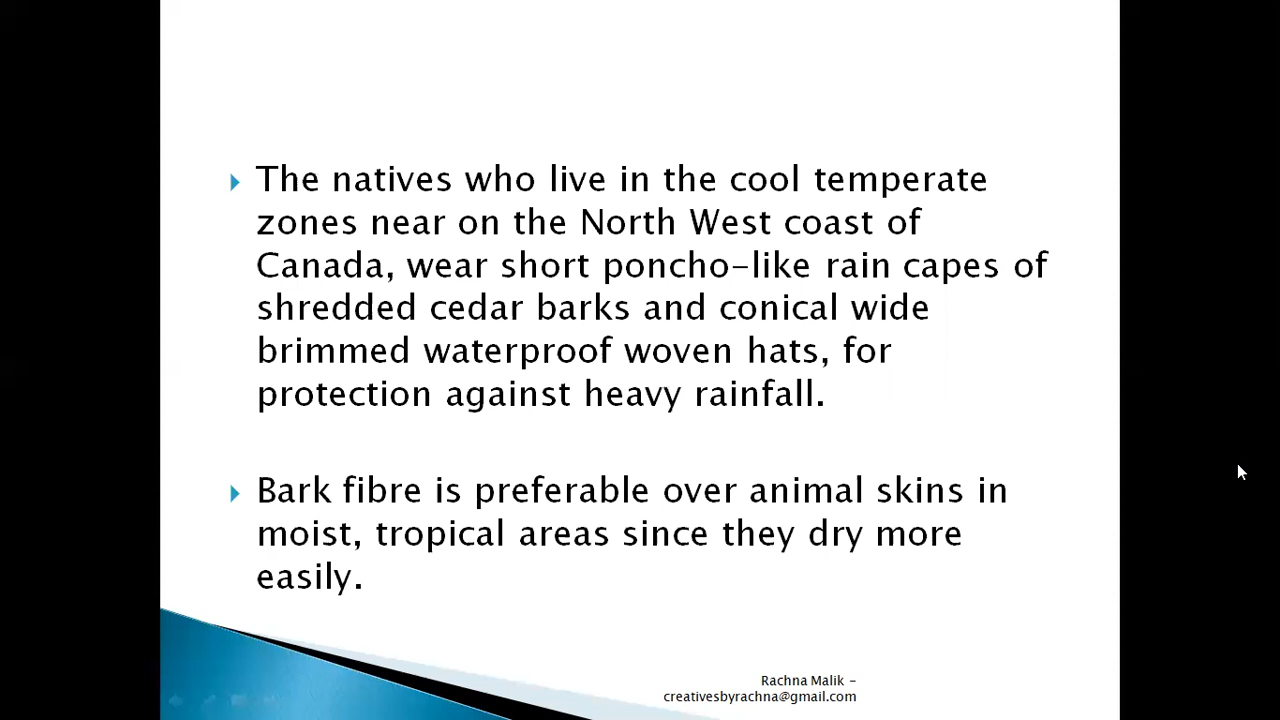 The natives who live in the cool temperate
zones near on the North West coast of
Canada, wear short poncho-like rain capes of
shredded cedar barks and conical wide
brimmed waterproof woven hats, for
protection against heavy rainfall.
Bark fibre is preferable over animal skins in
moist, tropical areas since they dry more
easily.
Rachna Malik -
creativesbyrachna@gmail.com